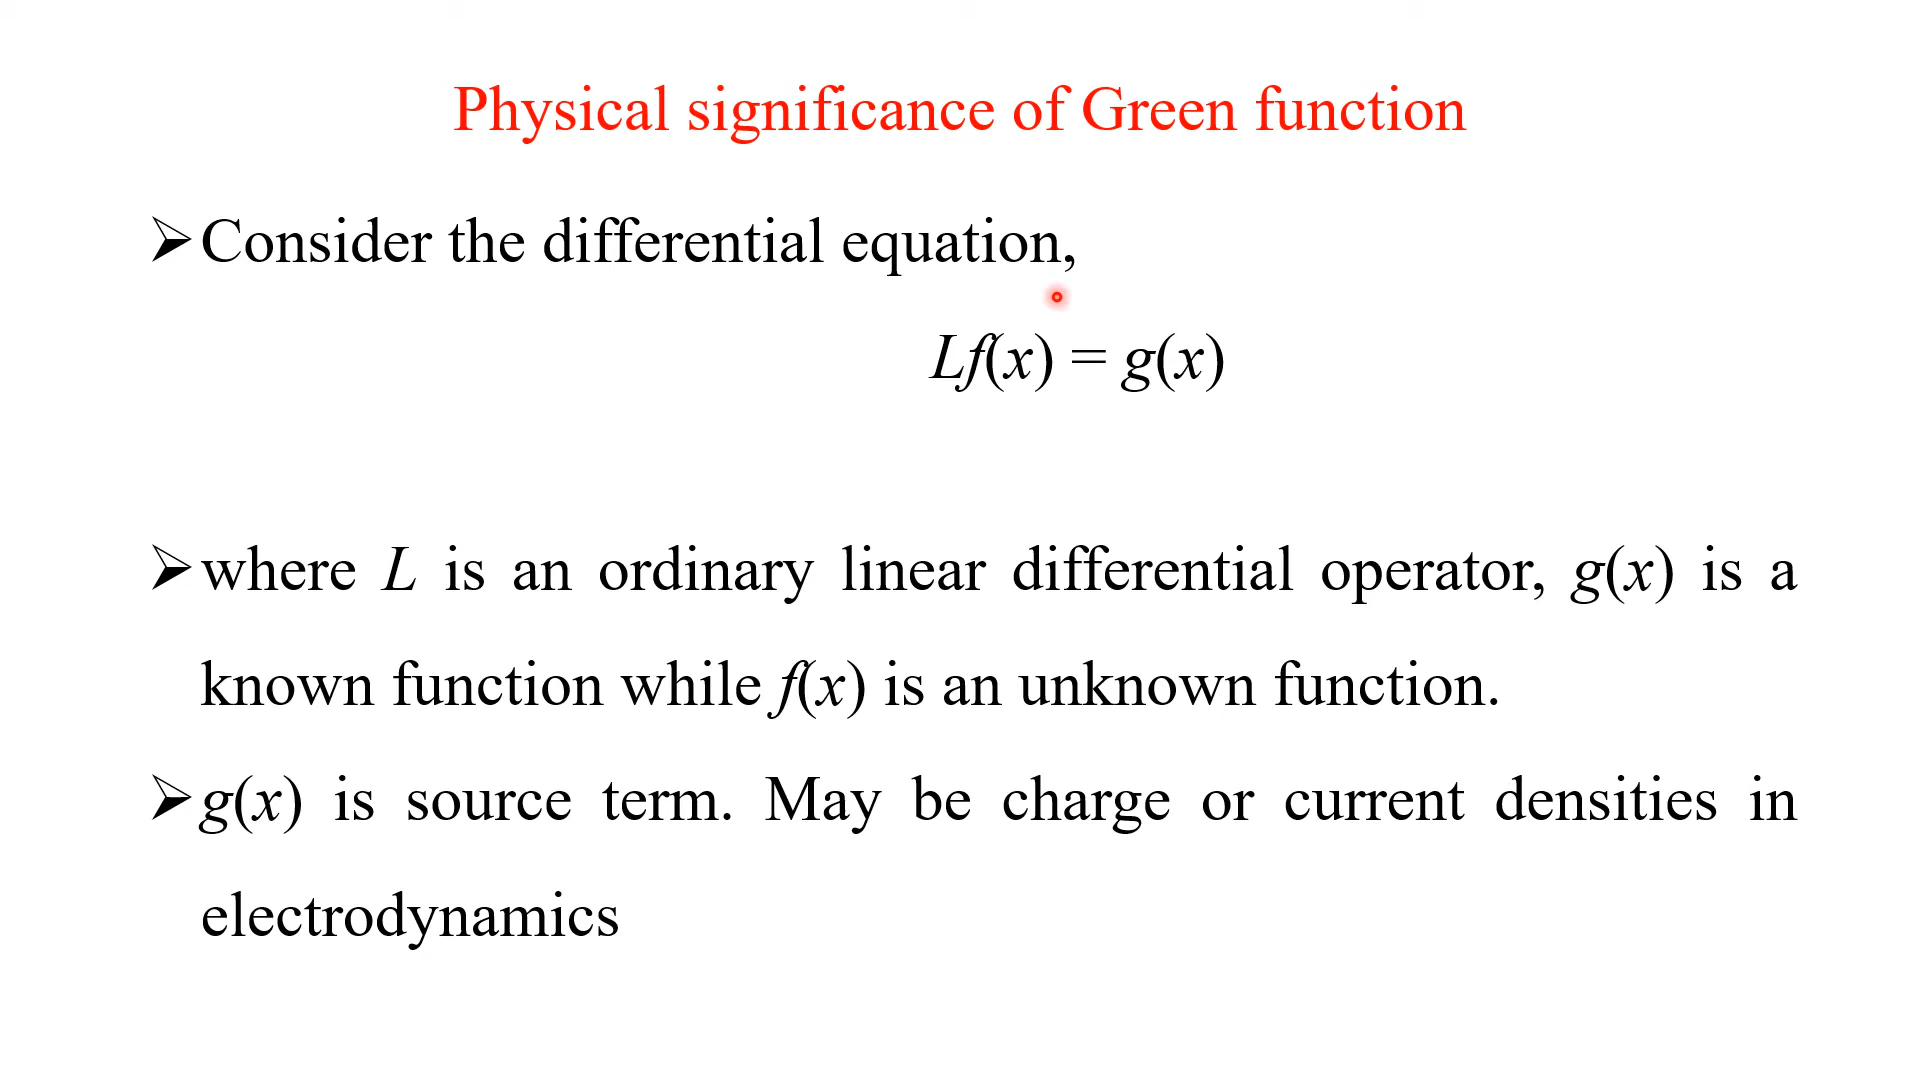 Physical significance of Green function
➢Consider the differential equation,
Lf(x) = g(x)
➢where L is an ordinary linear differential operator, g(x) is a
known function while f(x) is an unknown function.
➢g(x) is source term. May be charge or current densities in
electrodynamics